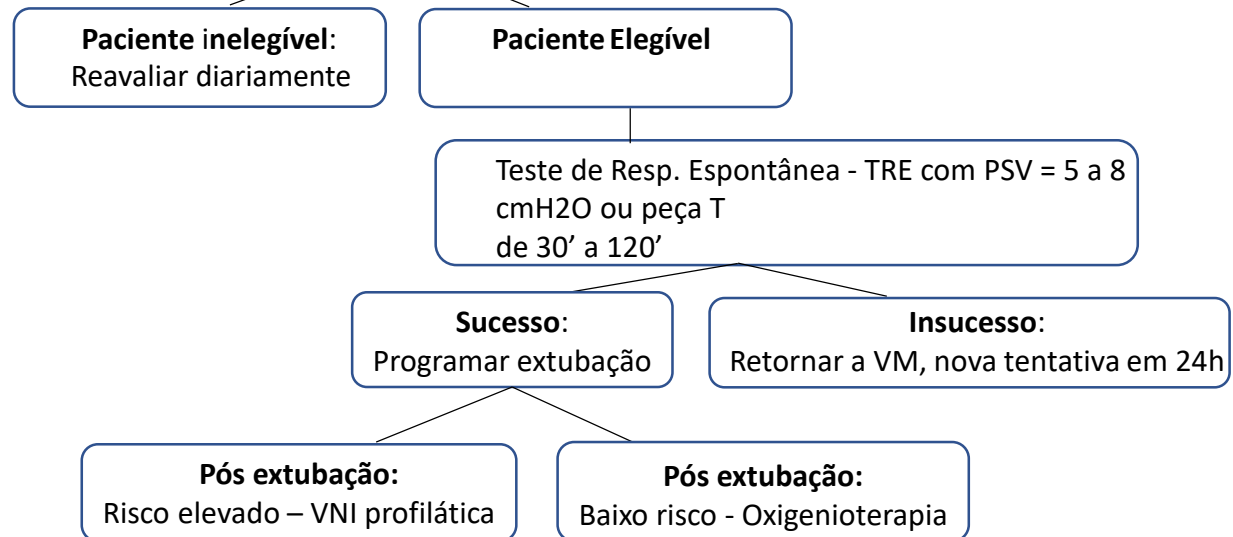 Paciente inelegível:
Reavaliar diariamente
Paciente Elegível
Teste de Resp. Espontânea - TRE com PSV = 5 a 8
cmH2O ou peça T
de 30’ a 120’
Sucesso:
Programar extubação
Insucesso:
Retornar a VM, nova tentativa em 24h
Pós extubação:
Risco elevado – VNI profilática
Pós extubação:
Baixo risco - Oxigenioterapia